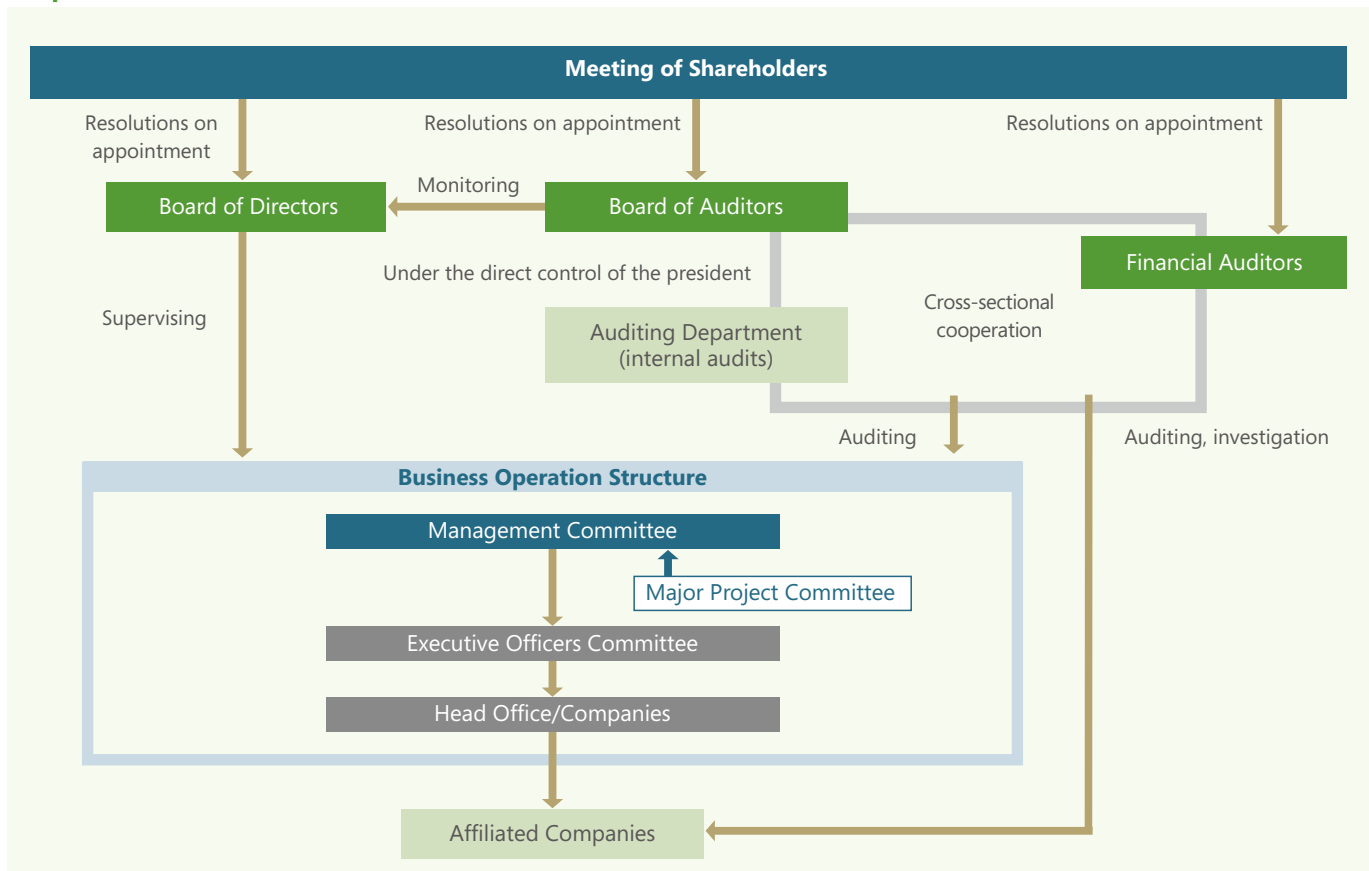 Meeting of Shareholders
Resolutions on
appointment
Resolutions on appointment
Resolutions on appointment
Monitoring
Board of Directors
Board of Auditors
Financial Auditors
Under the direct control of the president
Supervising
Auditing Department
(internal audits)
Cross-sectional
cooperation
Auditing
Auditing, investigation
Business Operation Structure
Management Committee
Major Project Committee
Executive Officers Committee
Head Office/Companies
Affiliated Companies